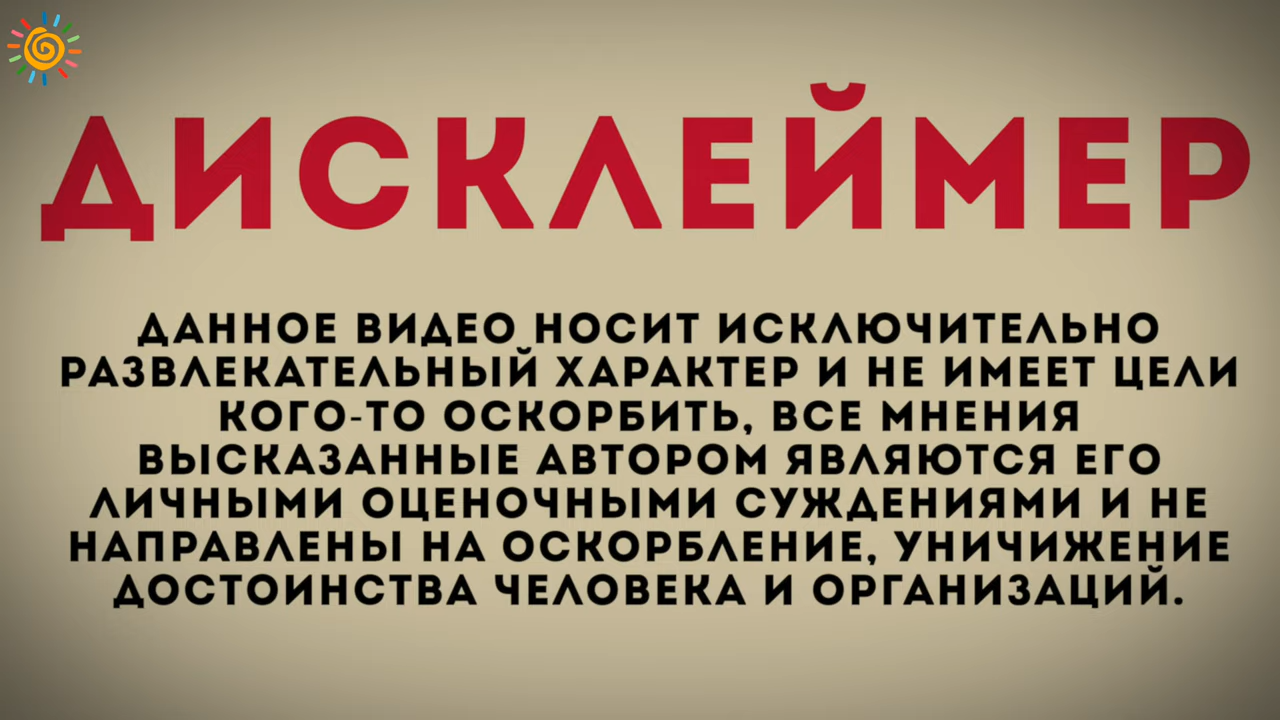 ДИСКЛЕЙМЕР
ДАННОЕ ВИДЕО НОСИТ ИСКЛЮЧИТЕЛЬНО
РАЗВЛЕКАТЕЛЬНЫЙ ХАРАКТЕР И НЕ ИМЕЕТ ЦЕЛИ
КОГО-ТО ОСКОРБИТЬ, ВСЕ МНЕНИЯ
ВЫСКАЗАННЫЕ АВТОРОМ ЯВЛЯЮТСЯ ЕГО
ЛИЧНЫМИ ОЦЕНОЧНЫМИ СУЖДЕНИЯМИ И НЕ
НАПРАВЛЕНЫ НА ОСКОРБЛЕНИЕ, УНИЧИЖЕНИЕ
ДОСТОИНСТВА ЧЕЛОВЕКА И ОРГАНИЗАЦИЙ.